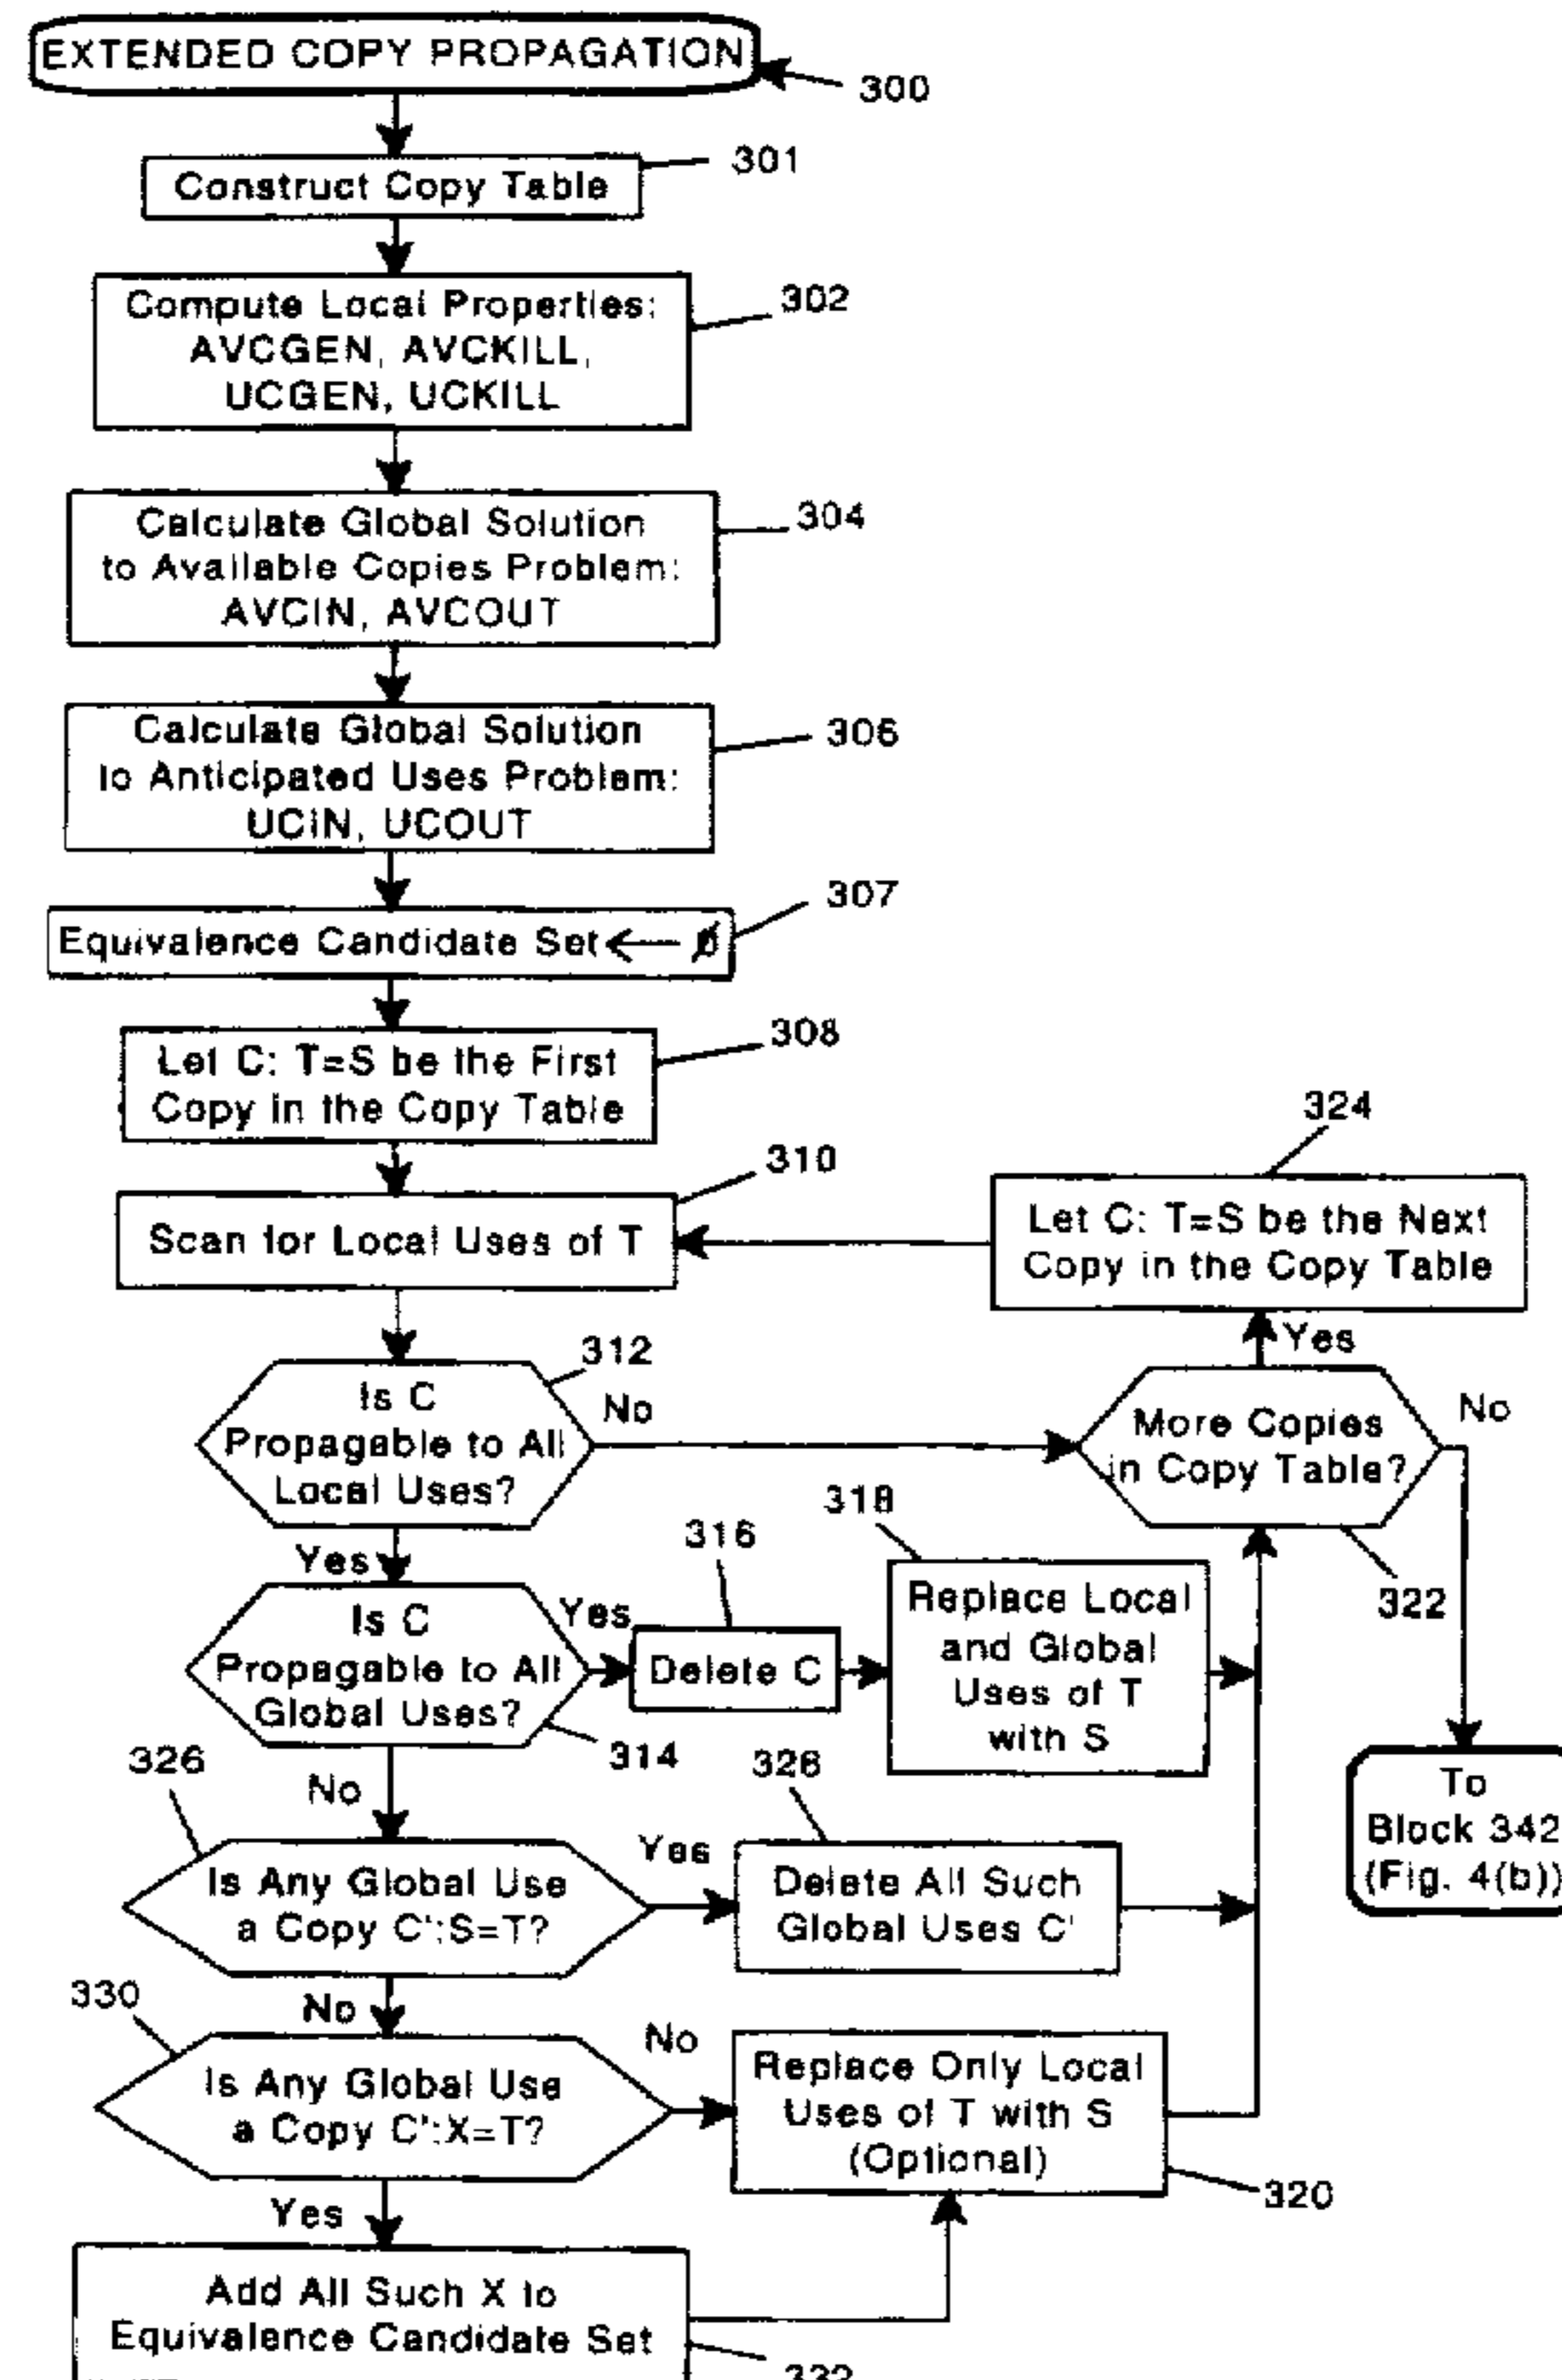 EXTENDED COPY PROPAGATION
300
Construct Copy Table
301
Compute Local Properties:
AVCGEN, AVCKILL,
UCGEN, UCKILL
302
Calculate Global Solution
to Available Copies Problem:
AVCIN, AVCOUT
304
Calculate Global Solution
to Anticipated Uses Problem:
UCIN, UCOUT
306
Equivalence Candidate Set ← ∅
307
Let C: T=S be the First
Copy in the Copy Table
308
Scan for Local Uses of T
310
324
Let C: T=S be the Next
Copy in the Copy Table
Yes
Is C
Propagable to All
Local Uses?
312
No
More Copies
in Copy Table?
No
322
Yes
Is C
Propagable to All
Global Uses?
314
Yes
316
Delete C
318
Replace Local
and Global
Uses of T
with S
To
Block 342
(Fig. 4(b))
No
326
Is Any Global Use
a Copy C':S=T?
Yes
328
Delete All Such
Global Uses C'
No
330
Is Any Global Use
a Copy C':X=T?
No
Replace Only Local
Uses of T with S
(Optional)
320
Yes
Add All Such X to
Equivalence Candidate Set
332